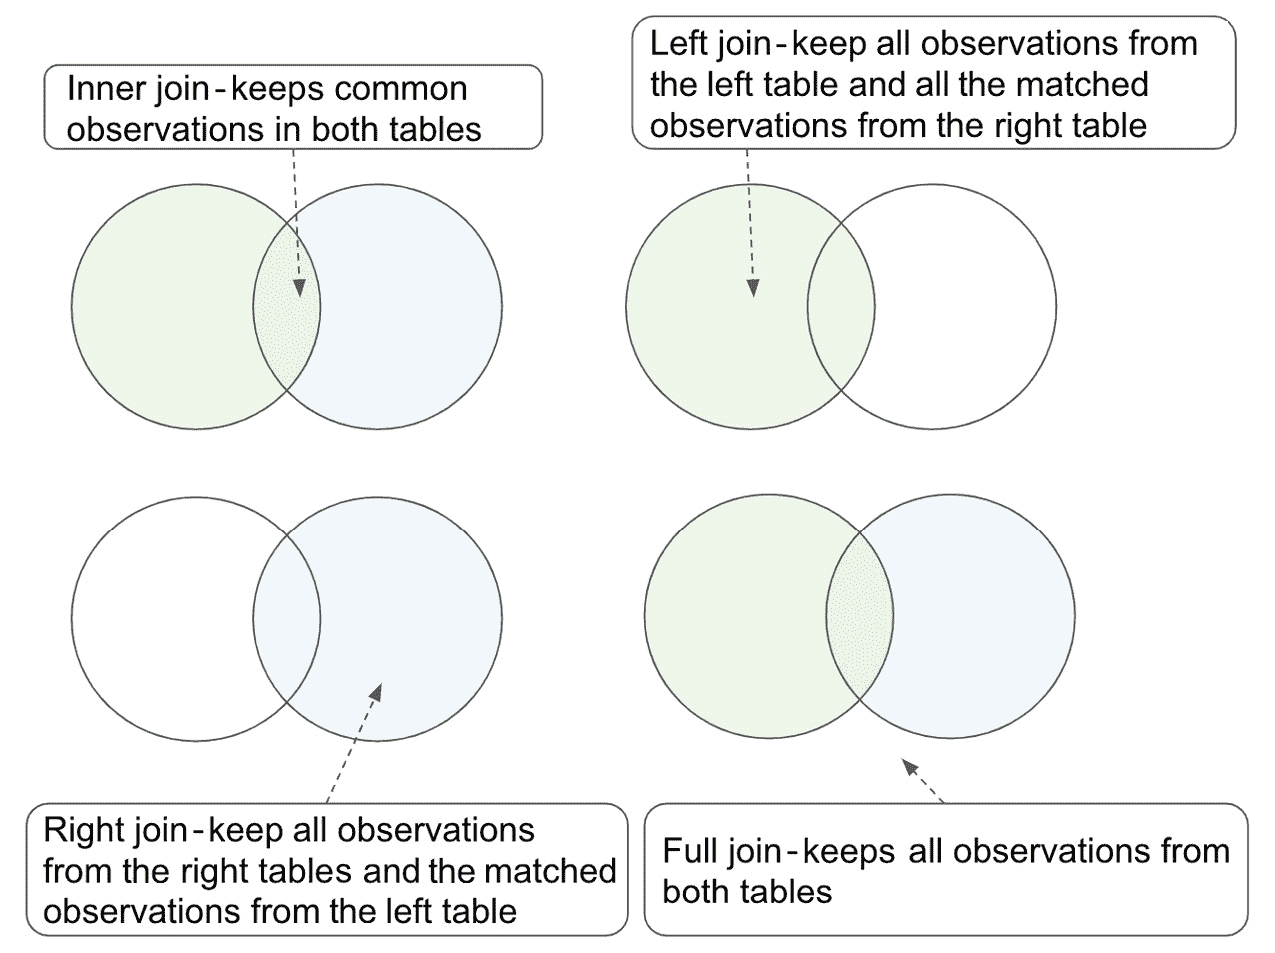 Inner join-keeps common
observations in both tables
Left join-keep all observations from
the left table and all the matched
observations from the right table
Right join-keep all observations
from the right tables and the matched
observations from the left table
Full join-keeps all observations from
both tables